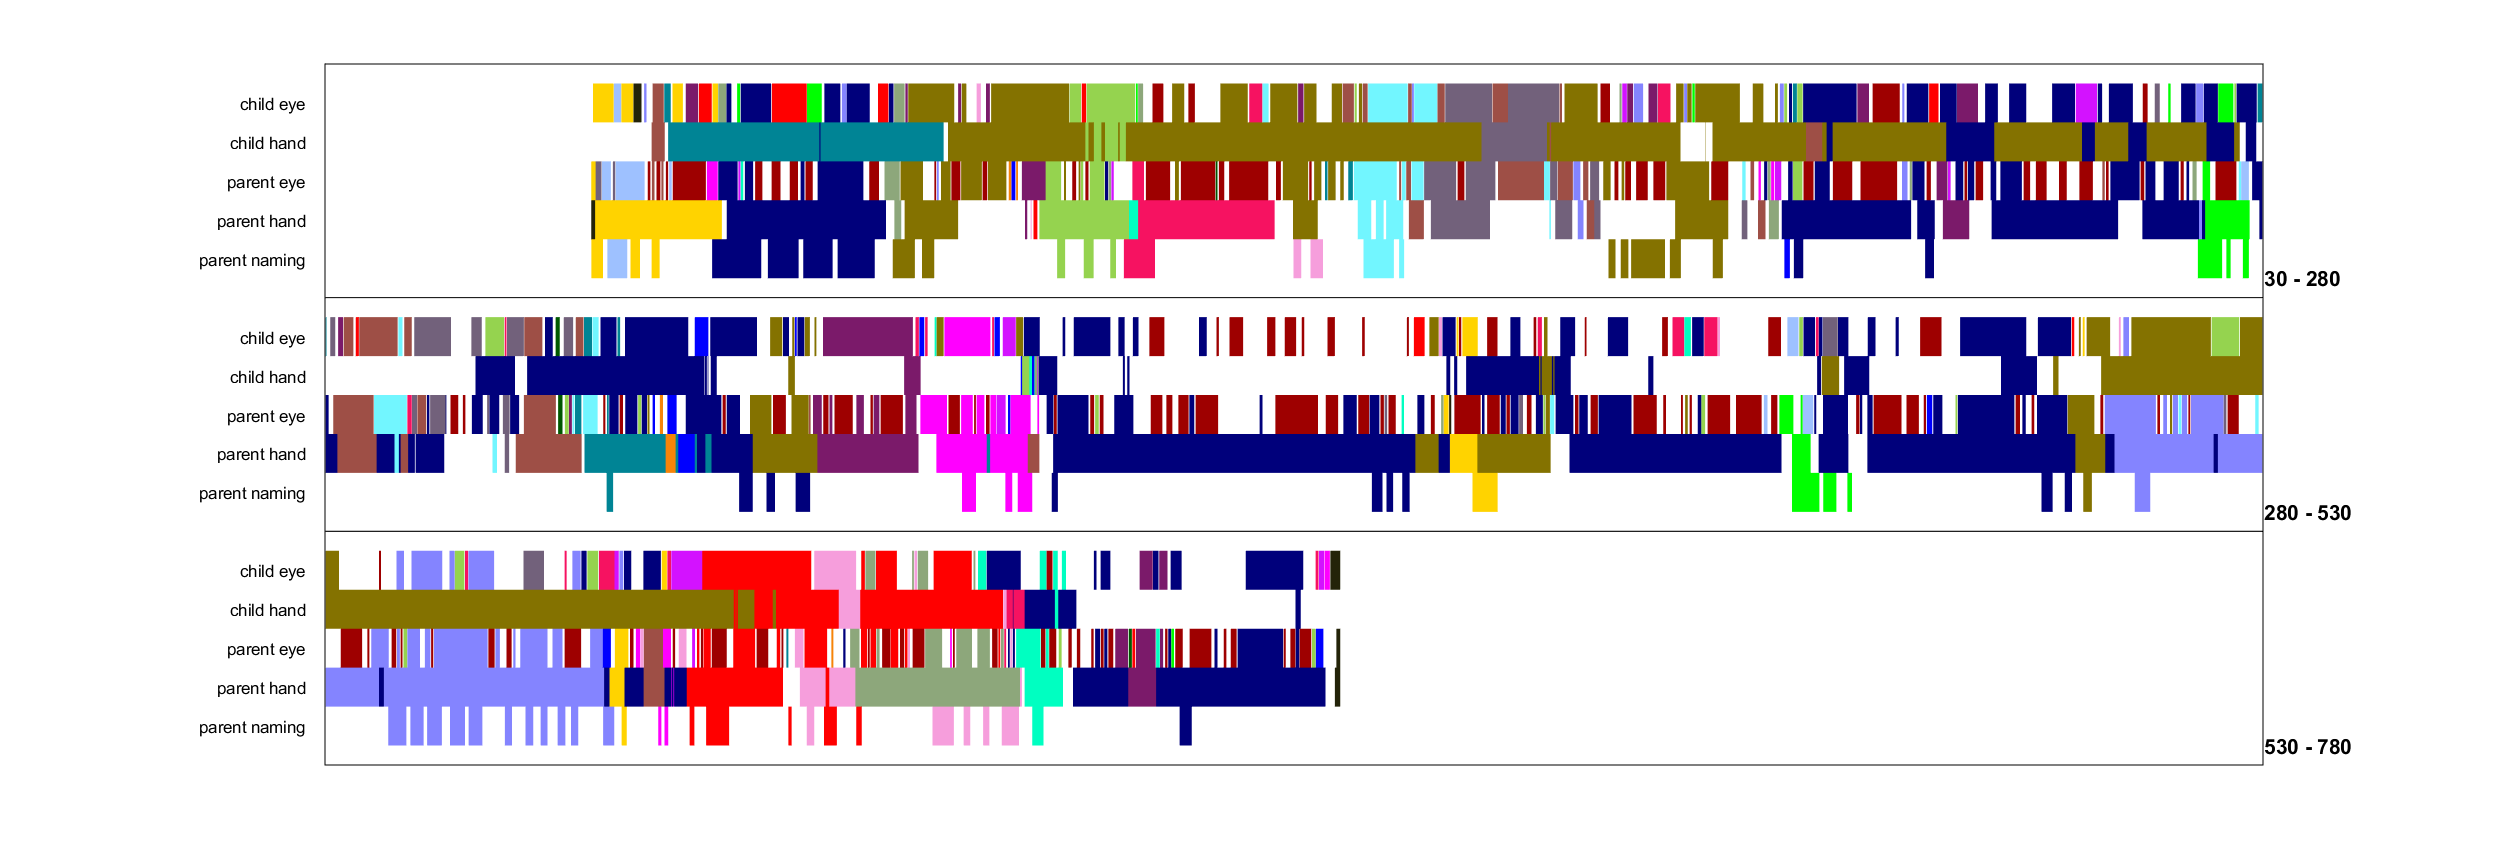 child eye
child hand
parent eye
parent hand
parent naming
30 - 280
child eye
child hand
parent eye
parent hand
parent naming
280 - 530
child eye
child hand
parent eye
parent hand
parent naming
530 - 780